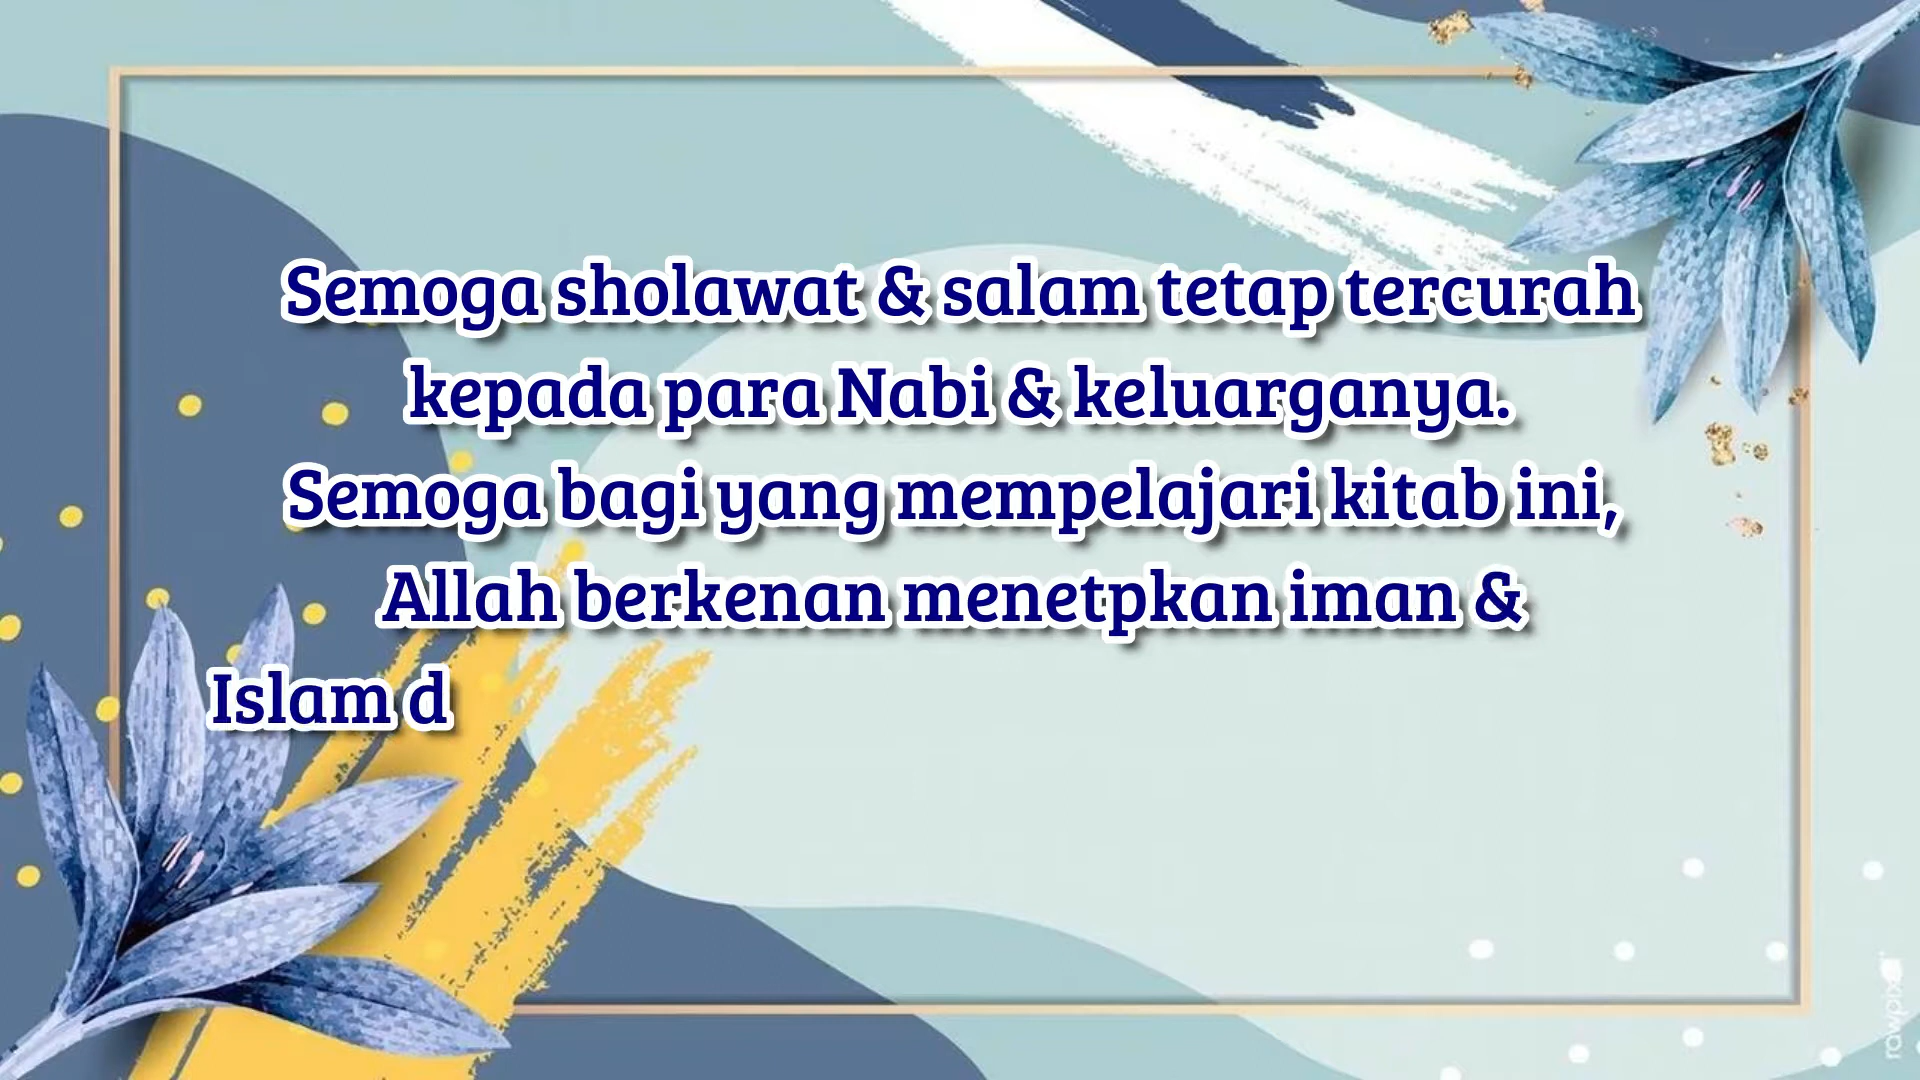 Semoga sholawat & salam tetap tercurah
kepada para Nabi & keluarganya.
Semoga bagi yang mempelajari kitab ini,
Allah berkenan menetpkan iman &
Islam d
rawpixel